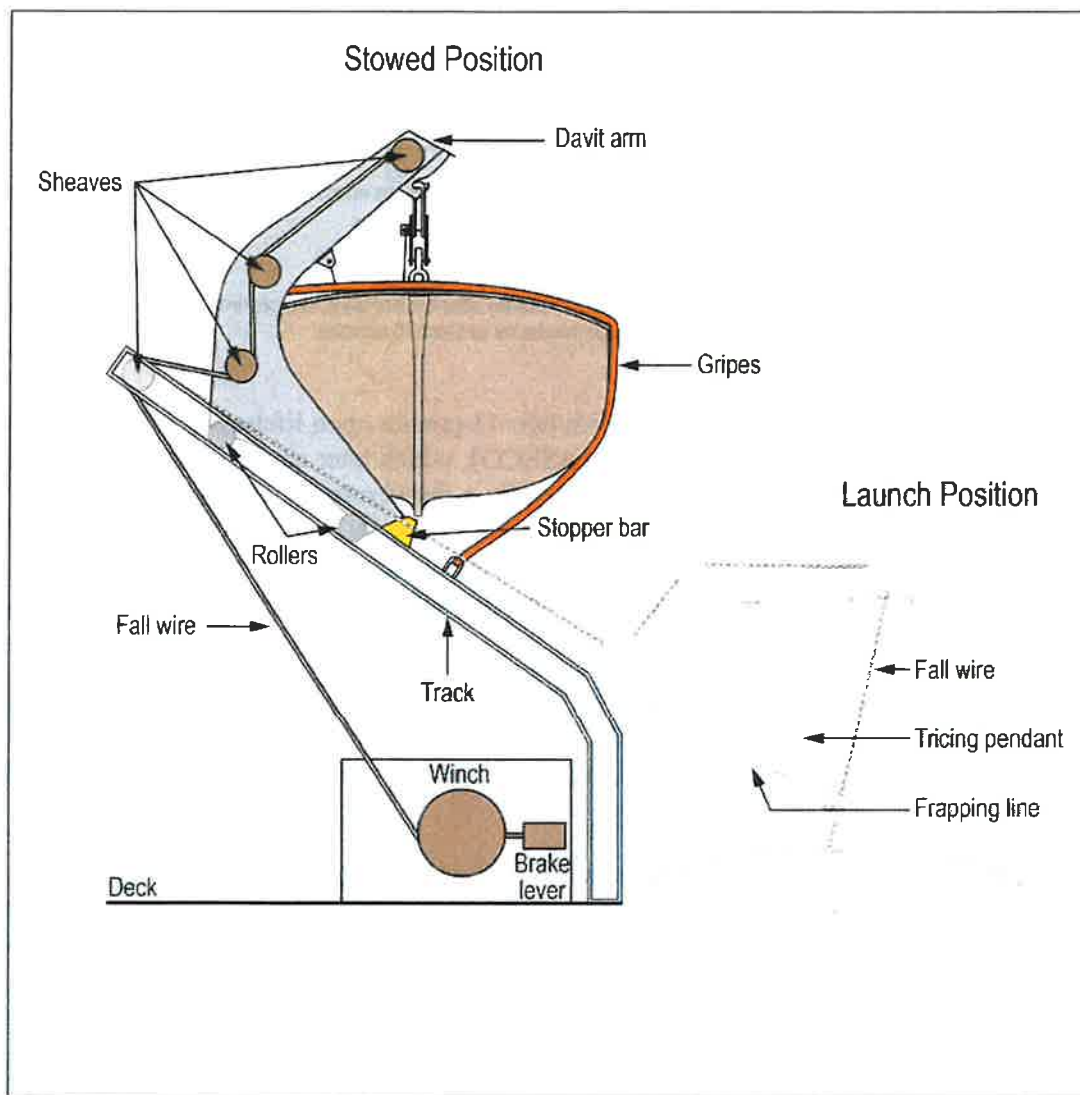 Stowed Position
Davit arm
Sheaves
Gripes
Launch Position
Stopper bar
Rollers
Fall wire
Track
Fall wire
Tricing pendant
Winch
Frapping line
Brake
lever
Deck